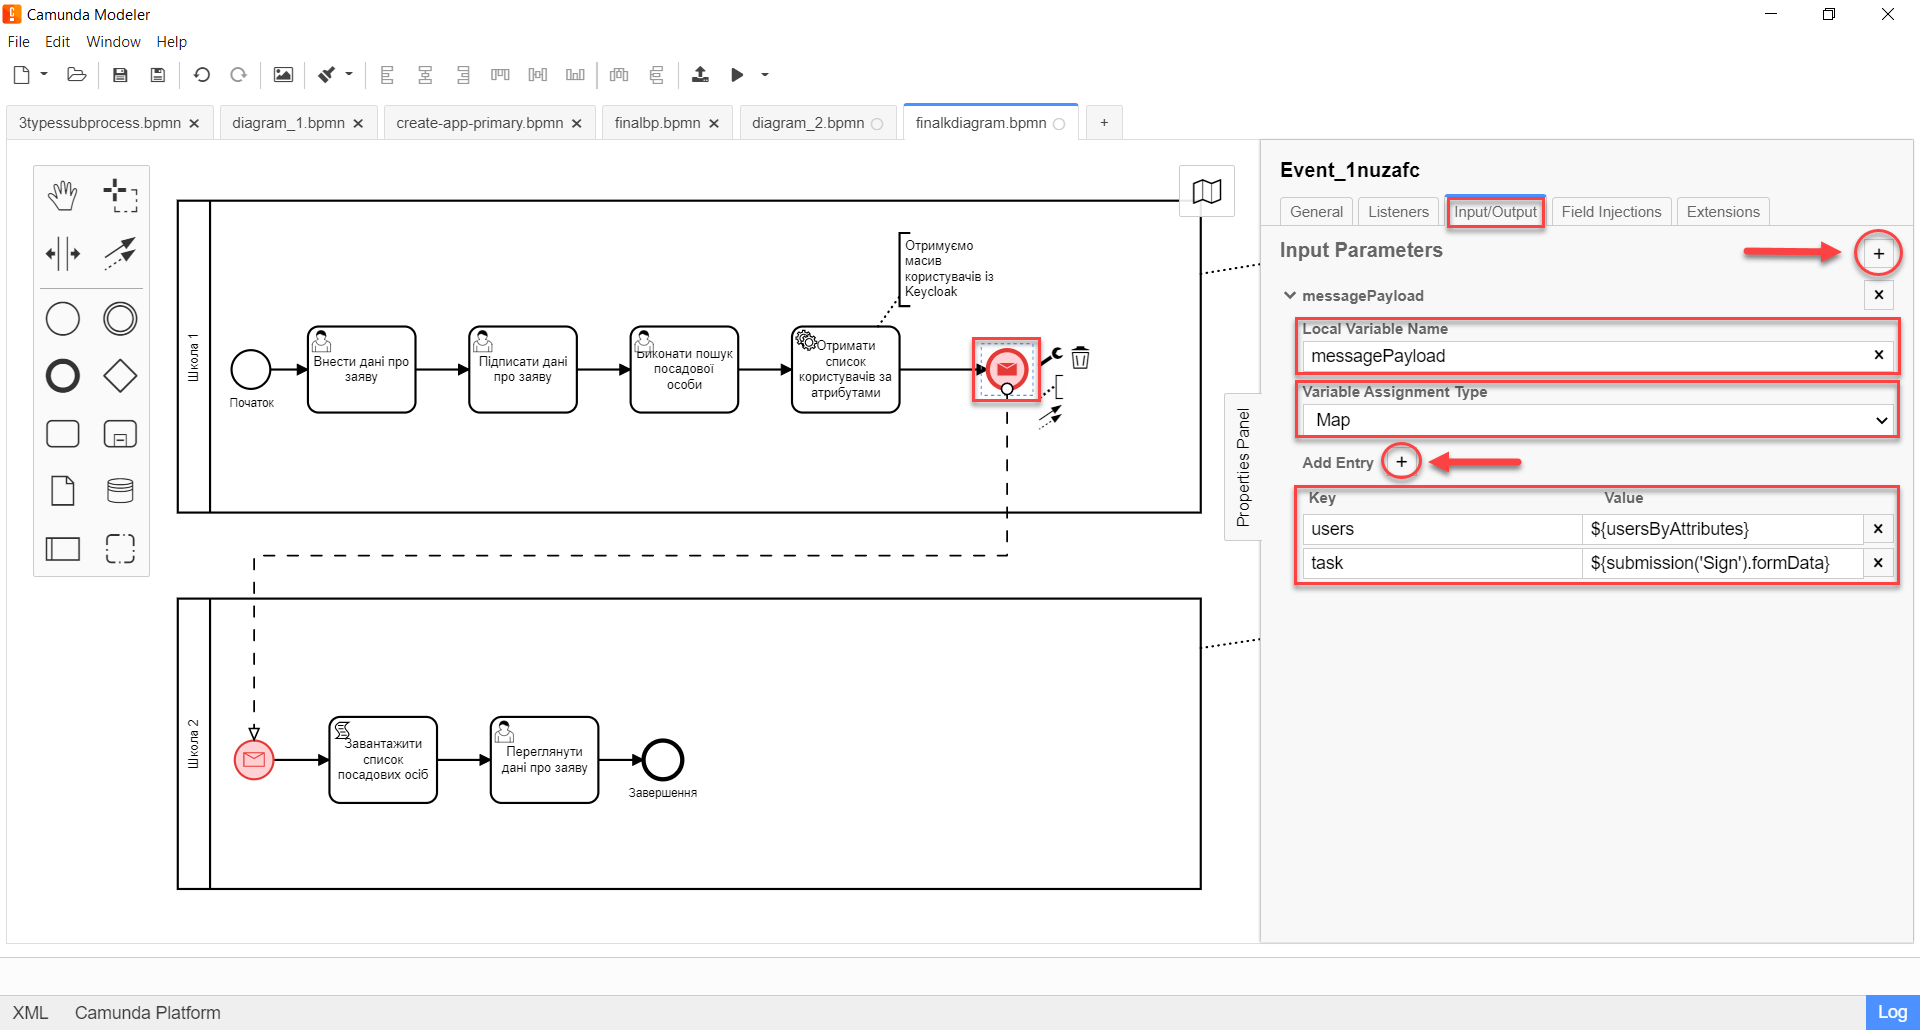 Camunda Modeler
File Edit Window Help
3typessubprocess.bpmn
diagram_1.bpmn
create-app-primary.bpmn
finalbp.bpmn
diagram_2.bpmn
finalkdiagram.bpmn
+
Школа 1
Початок
Внести дані про
заяву
Підписати дані
про заяву
Виконати пошук
посадової
особи
Отримати
список
користувачів за
атрибутами
Отримуємо
масив
користувачів із
Keycloak
Школа 2
Завантажити
список
посадових осіб
Переглянути
дані про заяву
Завершення
Properties Panel
Event_1nuzafc
General
Listeners
Input/Output
Field Injections
Extensions
Input Parameters
+
messagePayload
Local Variable Name
messagePayload
Variable Assignment Type
Map
Add Entry +
Key Value
users ${usersByAttributes}
task ${submission('Sign').formData}
XML Camunda Platform
Log